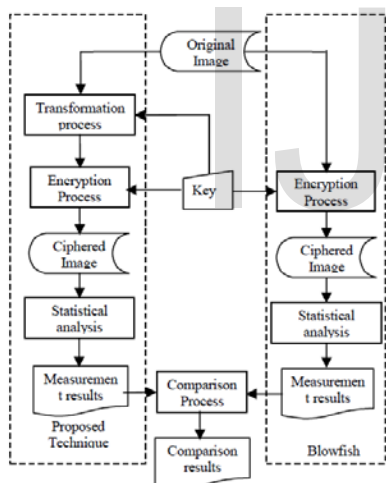 Original
Image
Transformation
process
Encryption
Process
Key
Encryption
Process
Ciphered
Image
Ciphered
Image
Statistical
analysis
Statistical
analysis
Measuremen
t results
Comparison
Process
Measuremen
t results
Proposed
Technique
Comparison
results
Blowfish
IJ